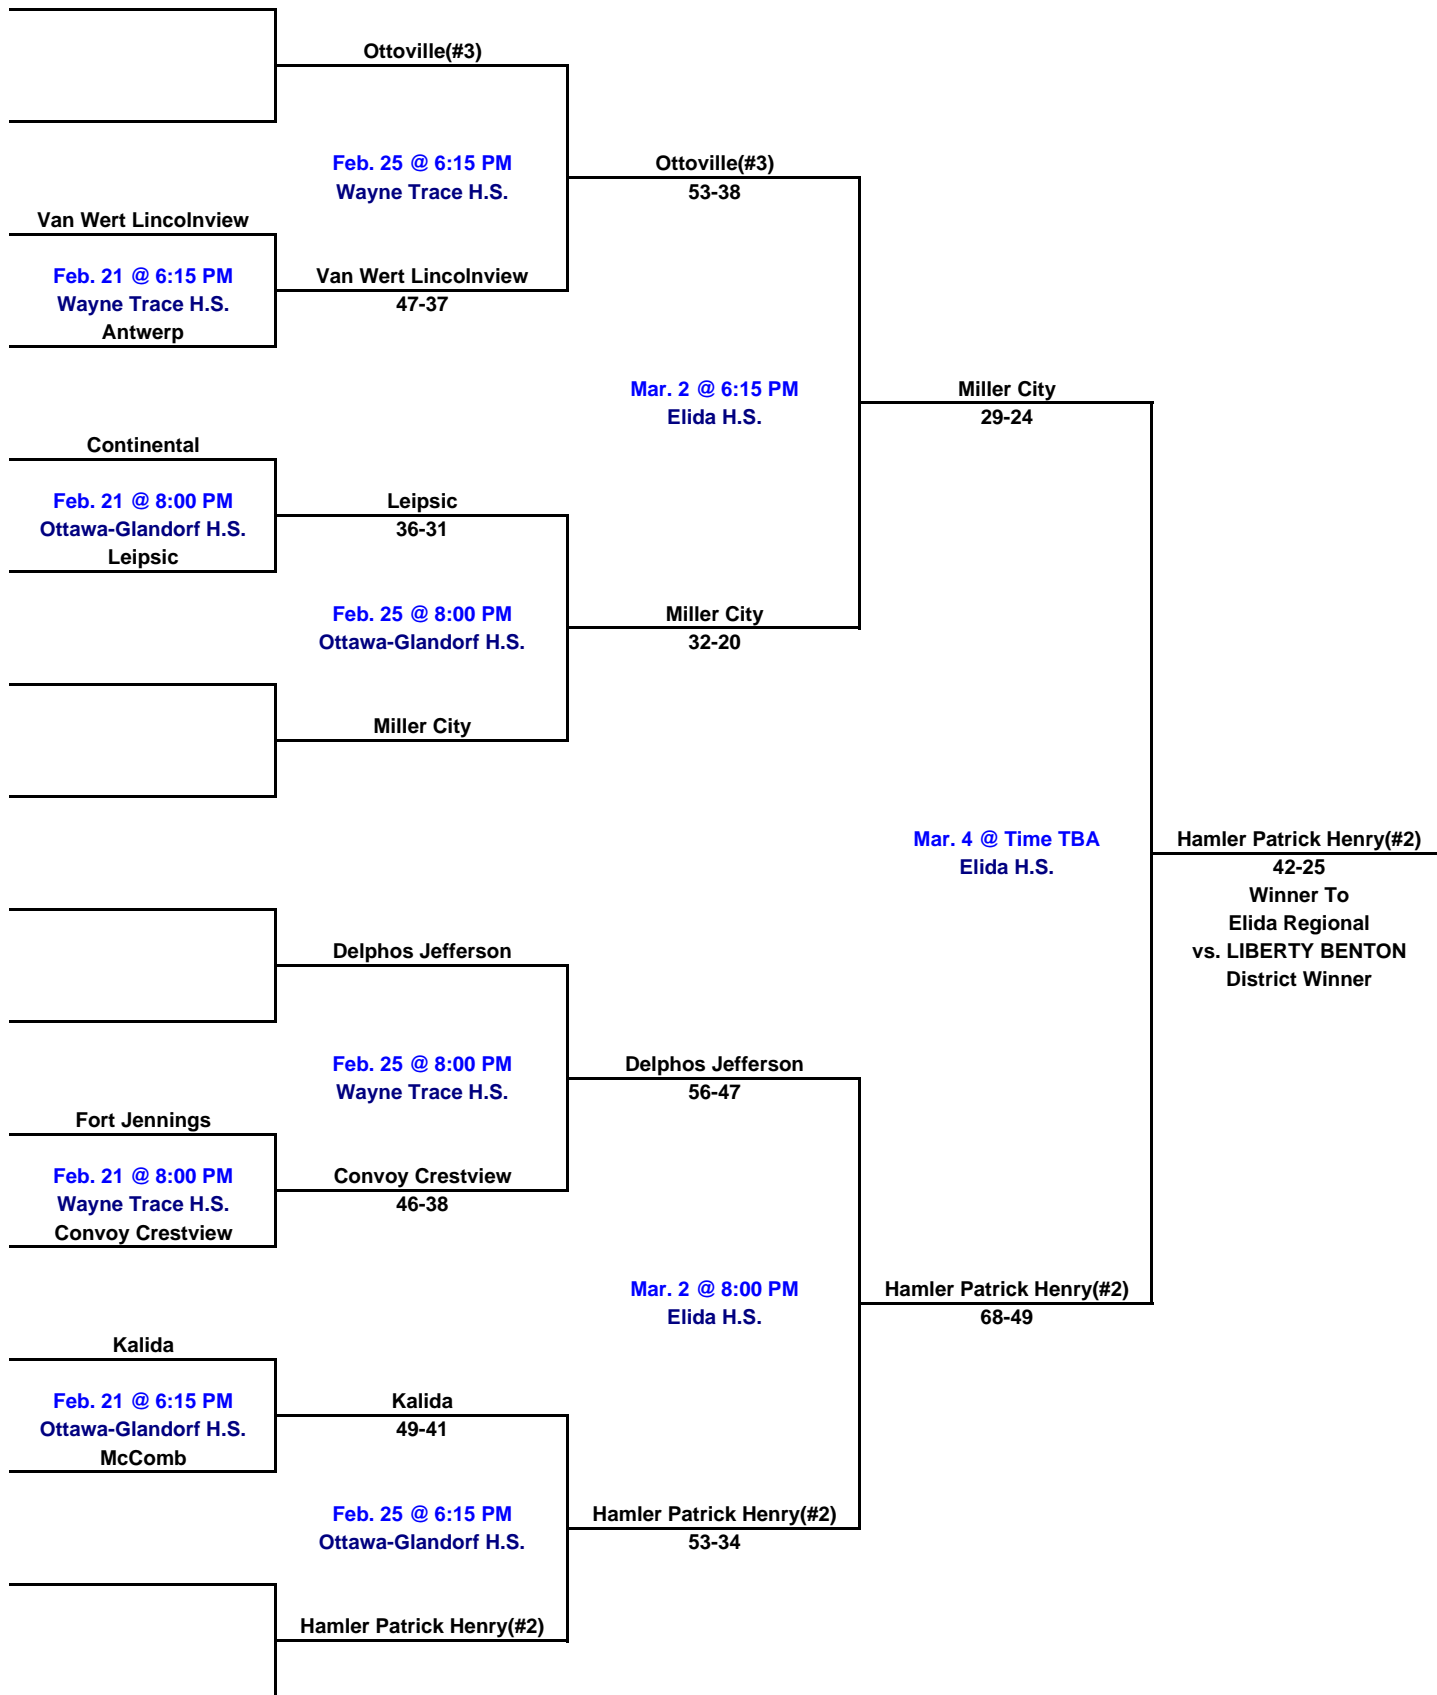 Ottoville(#3)
Feb. 25 @ 6:15 PM
Wayne Trace H.S.
Ottoville(#3)
53-38
Van Wert Lincolnview
Feb. 21 @ 6:15 PM
Wayne Trace H.S.
Antwerp
Van Wert Lincolnview
47-37
Mar. 2 @ 6:15 PM
Elida H.S.
Miller City
29-24
Continental
Feb. 21 @ 8:00 PM
Ottawa-Glandorf H.S.
Leipsic
Leipsic
36-31
Feb. 25 @ 8:00 PM
Ottawa-Glandorf H.S.
Miller City
32-20
Miller City
Mar. 4 @ Time TBA
Elida H.S.
Hamler Patrick Henry(#2)
42-25
Winner To
Elida Regional
vs. LIBERTY BENTON
District Winner
Delphos Jefferson
Feb. 25 @ 8:00 PM
Wayne Trace H.S.
Delphos Jefferson
56-47
Fort Jennings
Feb. 21 @ 8:00 PM
Wayne Trace H.S.
Convoy Crestview
Convoy Crestview
46-38
Mar. 2 @ 8:00 PM
Elida H.S.
Hamler Patrick Henry(#2)
68-49
Kalida
Feb. 21 @ 6:15 PM
Ottawa-Glandorf H.S.
McComb
Kalida
49-41
Feb. 25 @ 6:15 PM
Ottawa-Glandorf H.S.
Hamler Patrick Henry(#2)
53-34
Hamler Patrick Henry(#2)